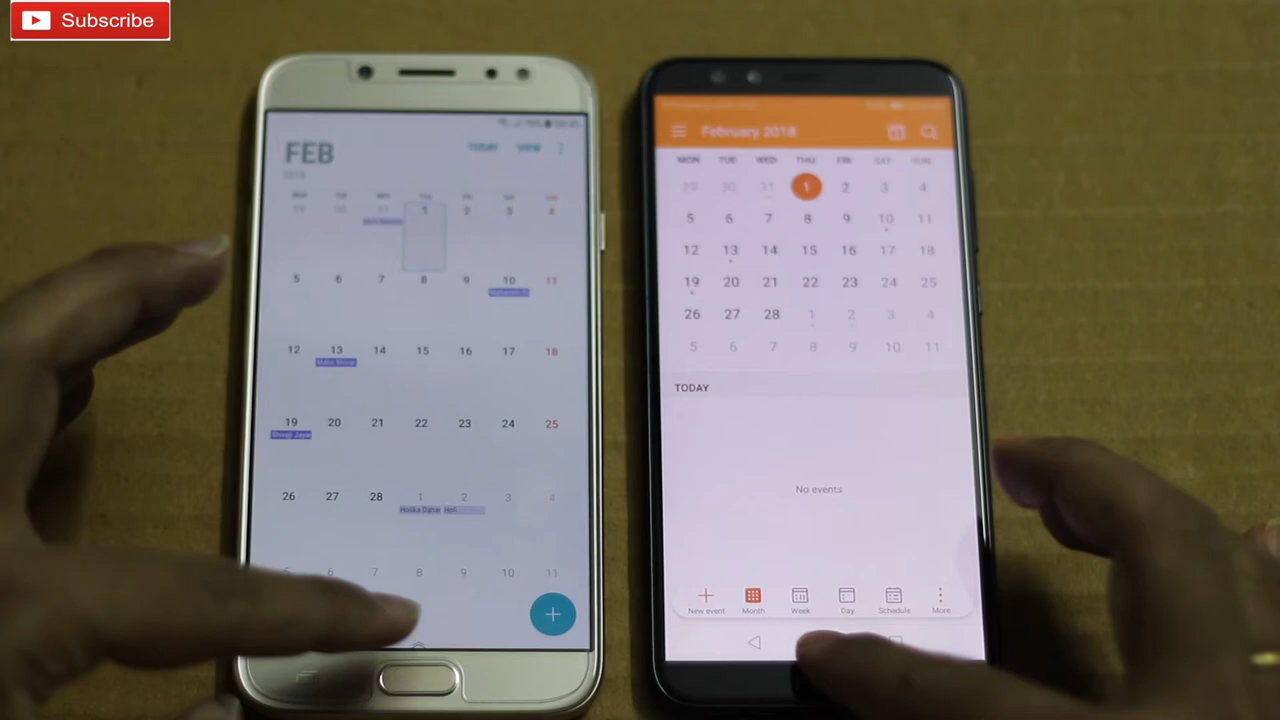 Subscribe
FEB
TODAY VIEW
2018
29 30 31 1 2 3 4
5 6 7 8 9 10 11
12 13 14 15 16 17 18
19 20 21 22 23 24 25
26 27 28 1 2 3 4
Holi
5 6 7 8 9 10 11
February 2018
MON TUE WED THU FRI SAT SUN
29 30 31 1 2 3 4
5 6 7 8 9 10 11
12 13 14 15 16 17 18
19 20 21 22 23 24 25
26 27 28 1 2 3 4
5 6 7 8 9 10 11
TODAY
No events
New event Month Week Day Schedule More